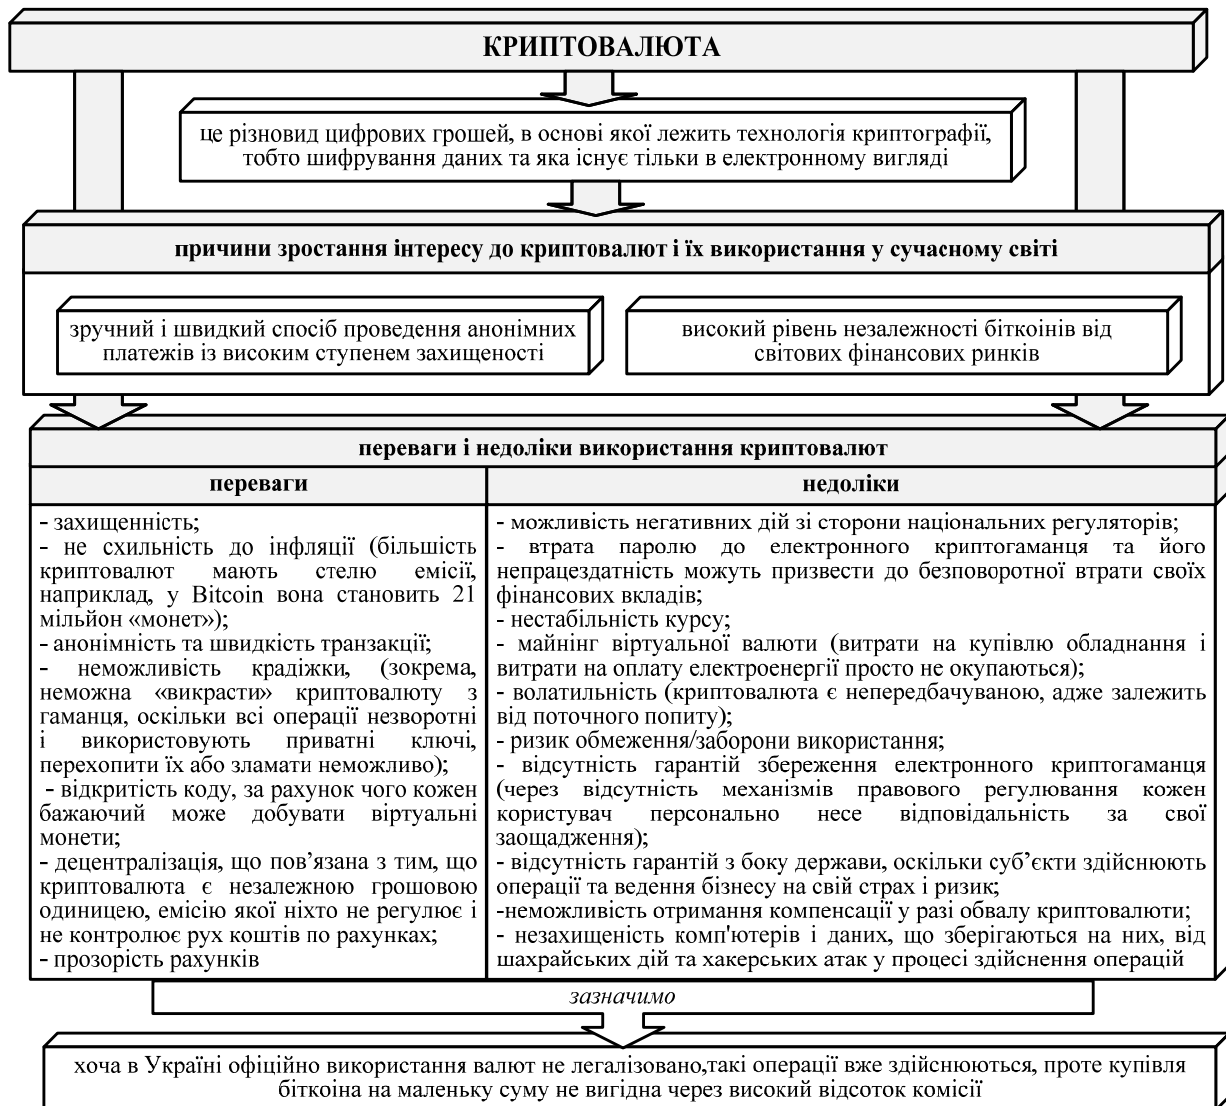 КРИПТОВАЛЮТА
це різновид цифрових грошей, в основі якої лежить технологія криптографії,
тобто шифрування даних та яка існує тільки в електронному вигляді
причини зростання інтересу до криптовалют і їх використання у сучасному світі
зручний і швидкий спосіб проведення анонімних
платежів із високим ступенем захищеності
високий рівень незалежності біткоінів від
світових фінансових ринків
переваги і недоліки використання криптовалют
переваги
- захищенність;
- не схильність до інфляції (більшість
криптовалют мають стелю емісії,
наприклад, у Bitcoin вона становить 21
мільйон «монет»);
- анонімність та швидкість транзакції;
- неможливість крадіжки, (зокрема,
неможна «викрасти» криптовалюту з
гаманця, оскільки всі операції незворотні
і використовують приватні ключі,
перехопити їх або зламати неможливо);
- відкритість коду, за рахунок чого кожен
бажаючий може добувати віртуальні
монети;
- децентралізація, що пов’язана з тим, що
криптовалюта є незалежною грошовою
одиницею, емісію якої ніхто не регулює і
не контролює рух коштів по рахунках;
- прозорість рахунків
недоліки
- можливість негативних дій зі сторони національних регуляторів;
- втрата паролю до електронного криптогаманця та його
непрацездатність можуть призвести до безповоротної втрати своїх
фінансових вкладів;
- нестабільність курсу;
- майнінг віртуальної валюти (витрати на купівлю обладнання і
витрати на оплату електроенергії просто не окупаються);
- волатильність (криптовалюта є непередбачуваною, адже залежить
від поточного попиту);
- ризик обмеження/заборони використання;
- відсутність гарантій збереження електронного криптогаманця
(через відсутність механізмів правового регулювання кожен
користувач персонально несе відповідальність за свої
заощадження);
- відсутність гарантій з боку держави, оскільки суб’єкти здійснюють
операції та ведення бізнесу на свій страх і ризик;
-неможливість отримання компенсації у разі обвалу криптовалюти;
- незахищеність комп'ютерів і даних, що зберігаються на них, від
шахрайських дій та хакерських атак у процесі здійснення операцій
зазначимо
хоча в Україні офіційно використання валют не легалізовано,такі операції вже здійснюються, проте купівля
біткоіна на маленьку суму не вигідна через високий відсоток комісії